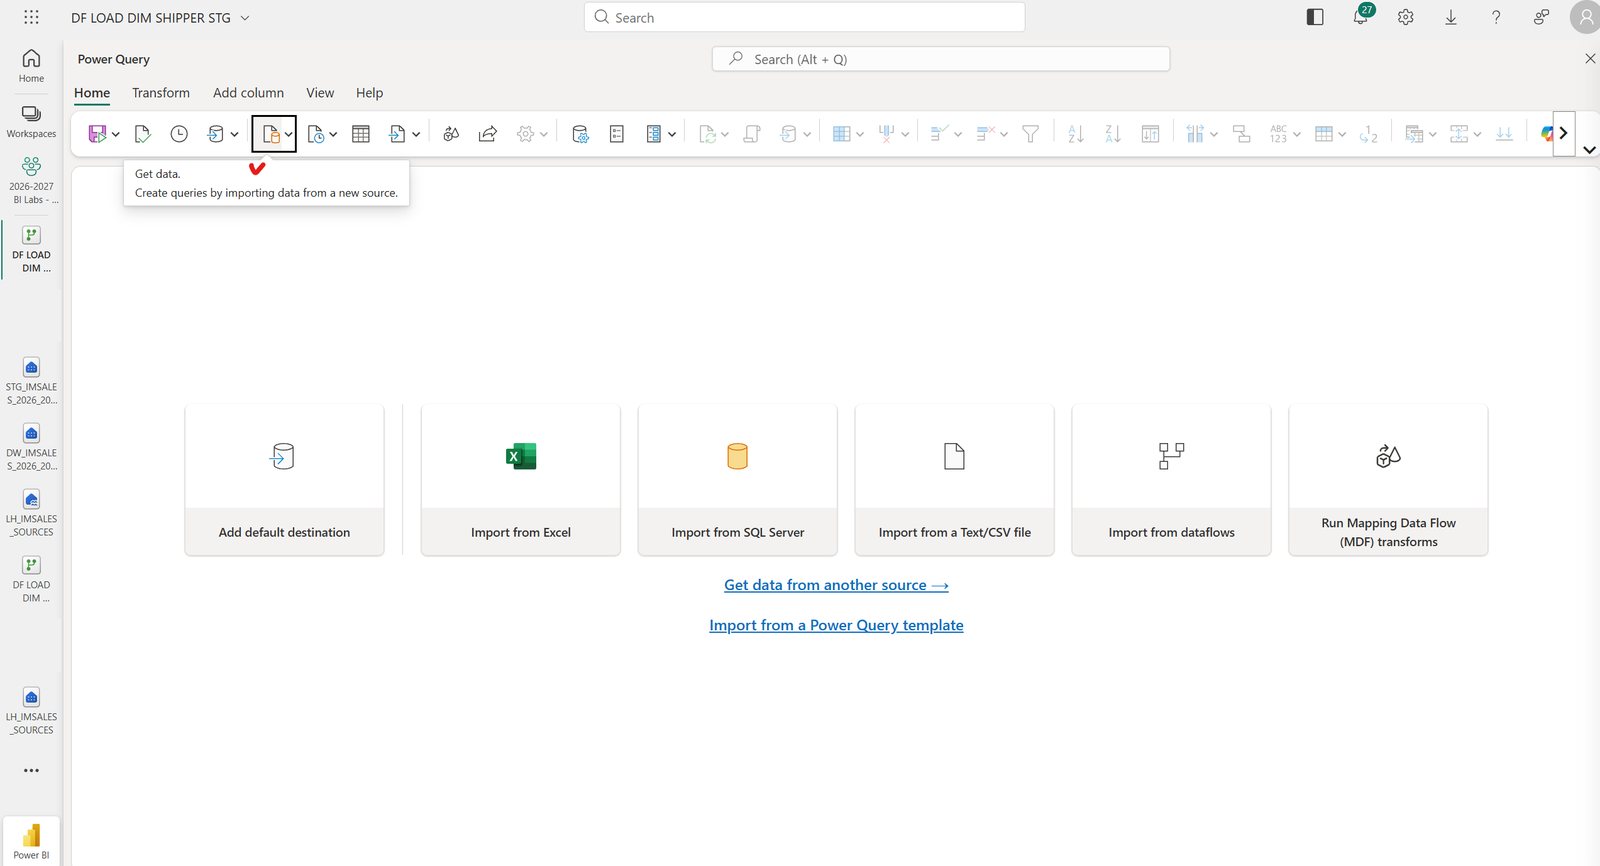 DF LOAD DIM SHIPPER STG
Search
27
Home
Workspaces
2026-2027
BI Labs - ...
DF LOAD
DIM ...
STG_IMSALE
S_2026_20...
DW_IMSALE
S_2026_20...
LH_IMSALES
_SOURCES
DF LOAD
DIM ...
LH_IMSALES
_SOURCES
Power BI
Power Query
Search (Alt + Q)
Home
Transform
Add column
View
Help
ABC
123
A
Z
Z
A
1
2
Get data.
Create queries by importing data from a new source.
Add default destination
Import from Excel
Import from SQL Server
Import from a Text/CSV file
Import from dataflows
Run Mapping Data Flow
(MDF) transforms
Get data from another source →
Import from a Power Query template